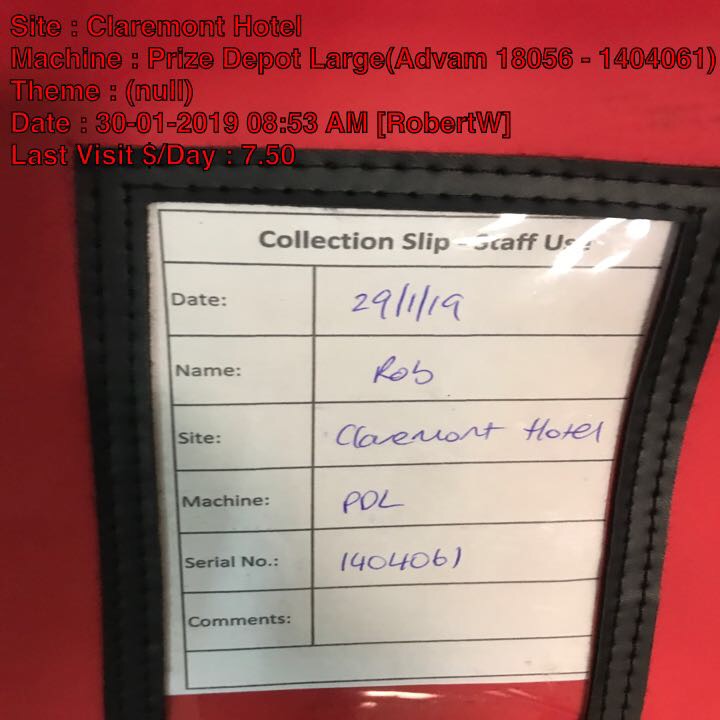 Site : Claremont Hotel
Machine : Prize Depot Large(Advam 18056 - 1404061)
Theme : (null)
Date : 30-01-2019 08:53 AM [RobertW]
Last Visit $/Day : 7.50
Collection Slip - Staff Use
Date: 29/1/19
Name: Rob
Site: Claremont Hotel
Machine: PDL
Serial No.: 1404061
Comments: